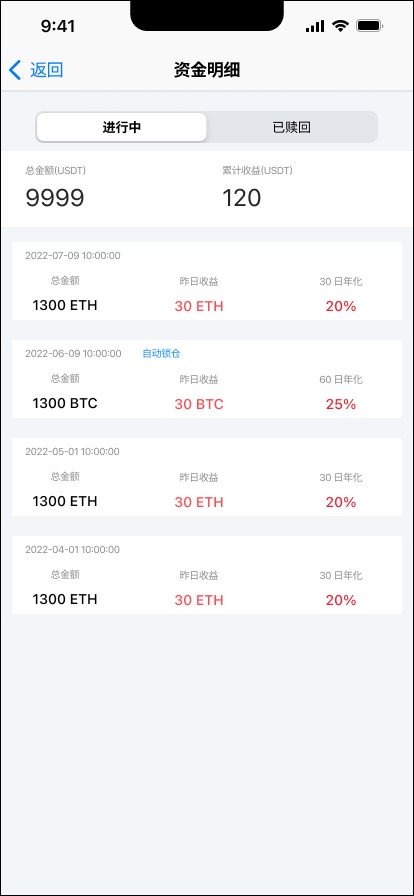 9:41
返回 资金明细
进行中 已赎回
总金额(USDT) 累计收益(USDT)
9999 120
2022-07-09 10:00:00
总金额 昨日收益 30 日年化
1300 ETH 30 ETH 20%
2022-06-09 10:00:00 自动锁仓
总金额 昨日收益 60 日年化
1300 BTC 30 BTC 25%
2022-05-01 10:00:00
总金额 昨日收益 30 日年化
1300 ETH 30 ETH 20%
2022-04-01 10:00:00
总金额 昨日收益 30 日年化
1300 ETH 30 ETH 20%